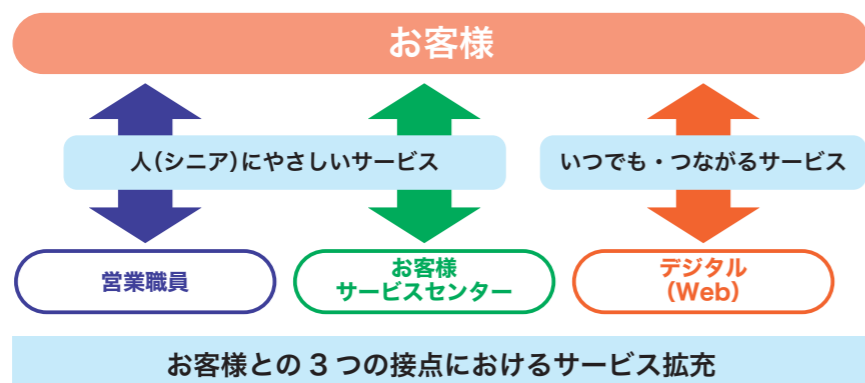 お客様
人(シニア)にやさしいサービス
いつでも・つながるサービス
営業職員
お客様
サービスセンター
デジタル
(Web)
お客様との3つの接点におけるサービス拡充